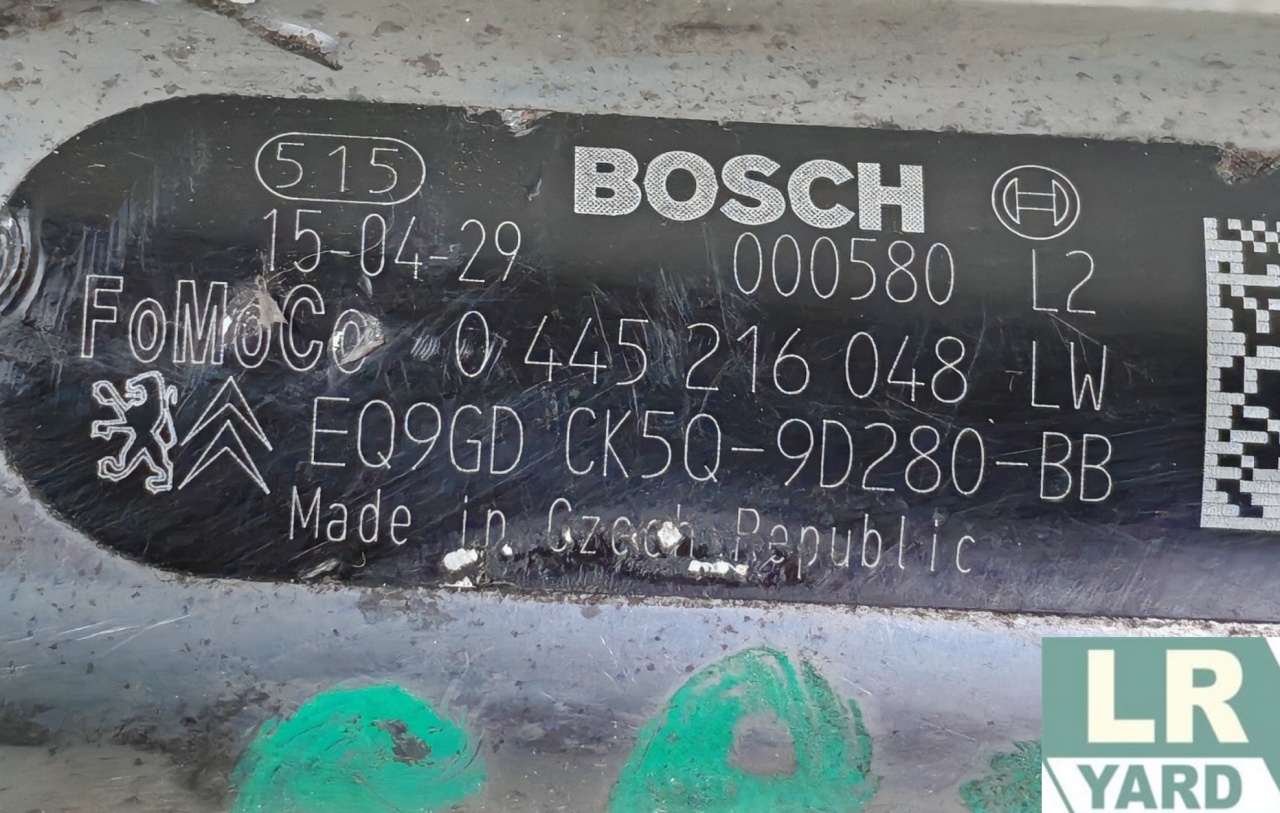 515
BOSCH
15-04-29
000580 L2
FoMoCo 0 445 216 048 LW
EQ9GD CK5Q-9D280-BB
Made in Czech Republic
LR
YARD